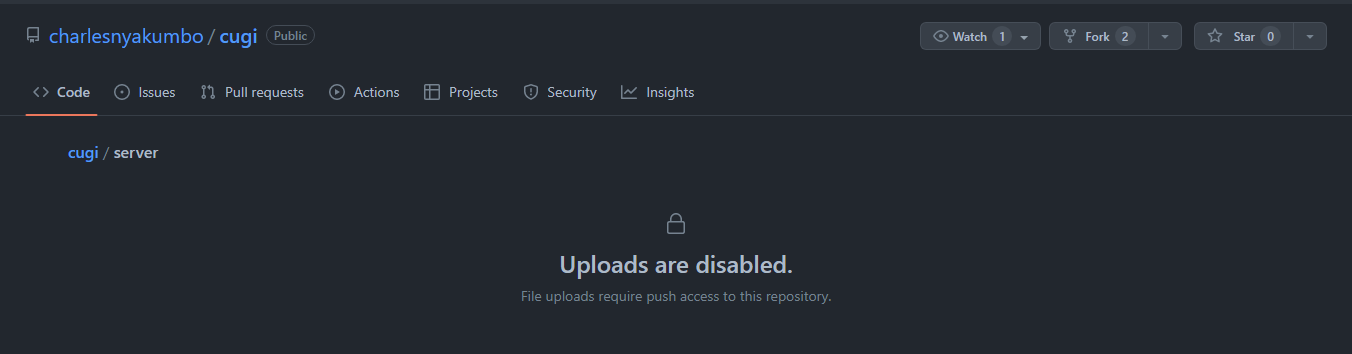 charlesnyakumbo / cugi Public Watch 1 Fork 2 Star 0
Code Issues Pull requests Actions Projects Security Insights
cugi / server
Uploads are disabled.
File uploads require push access to this repository.